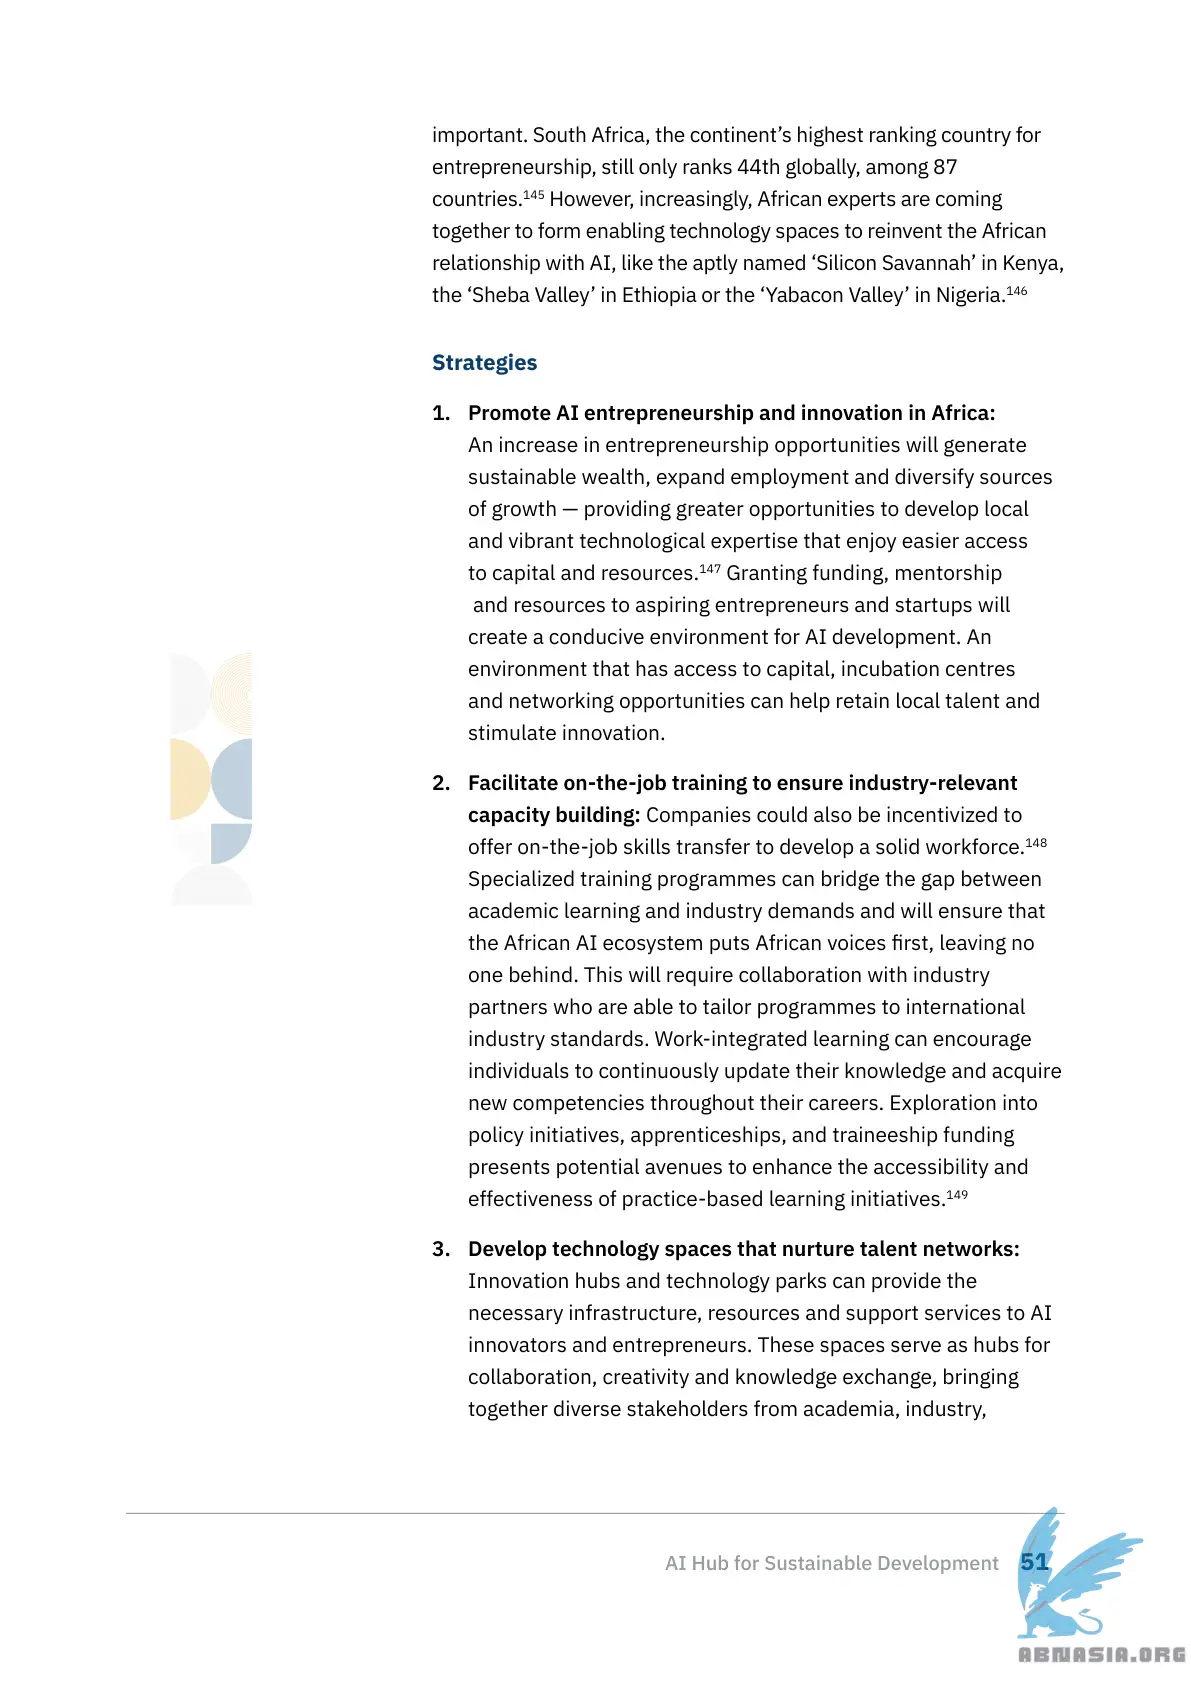 important. South Africa, the continent’s highest ranking country for
entrepreneurship, still only ranks 44th globally, among 87
countries.145 However, increasingly, African experts are coming
together to form enabling technology spaces to reinvent the African
relationship with AI, like the aptly named ‘Silicon Savannah’ in Kenya,
the ‘Sheba Valley’ in Ethiopia or the ‘Yabacon Valley’ in Nigeria.146
Strategies
1. Promote AI entrepreneurship and innovation in Africa:
An increase in entrepreneurship opportunities will generate
sustainable wealth, expand employment and diversify sources
of growth — providing greater opportunities to develop local
and vibrant technological expertise that enjoy easier access
to capital and resources.147 Granting funding, mentorship
and resources to aspiring entrepreneurs and startups will
create a conducive environment for AI development. An
environment that has access to capital, incubation centres
and networking opportunities can help retain local talent and
stimulate innovation.
2. Facilitate on-the-job training to ensure industry-relevant
capacity building: Companies could also be incentivized to
offer on-the-job skills transfer to develop a solid workforce.148
Specialized training programmes can bridge the gap between
academic learning and industry demands and will ensure that
the African AI ecosystem puts African voices first, leaving no
one behind. This will require collaboration with industry
partners who are able to tailor programmes to international
industry standards. Work-integrated learning can encourage
individuals to continuously update their knowledge and acquire
new competencies throughout their careers. Exploration into
policy initiatives, apprenticeships, and traineeship funding
presents potential avenues to enhance the accessibility and
effectiveness of practice-based learning initiatives.149
3. Develop technology spaces that nurture talent networks:
Innovation hubs and technology parks can provide the
necessary infrastructure, resources and support services to AI
innovators and entrepreneurs. These spaces serve as hubs for
collaboration, creativity and knowledge exchange, bringing
together diverse stakeholders from academia, industry,
AI Hub for Sustainable Development 51
ABNASIA.ORG